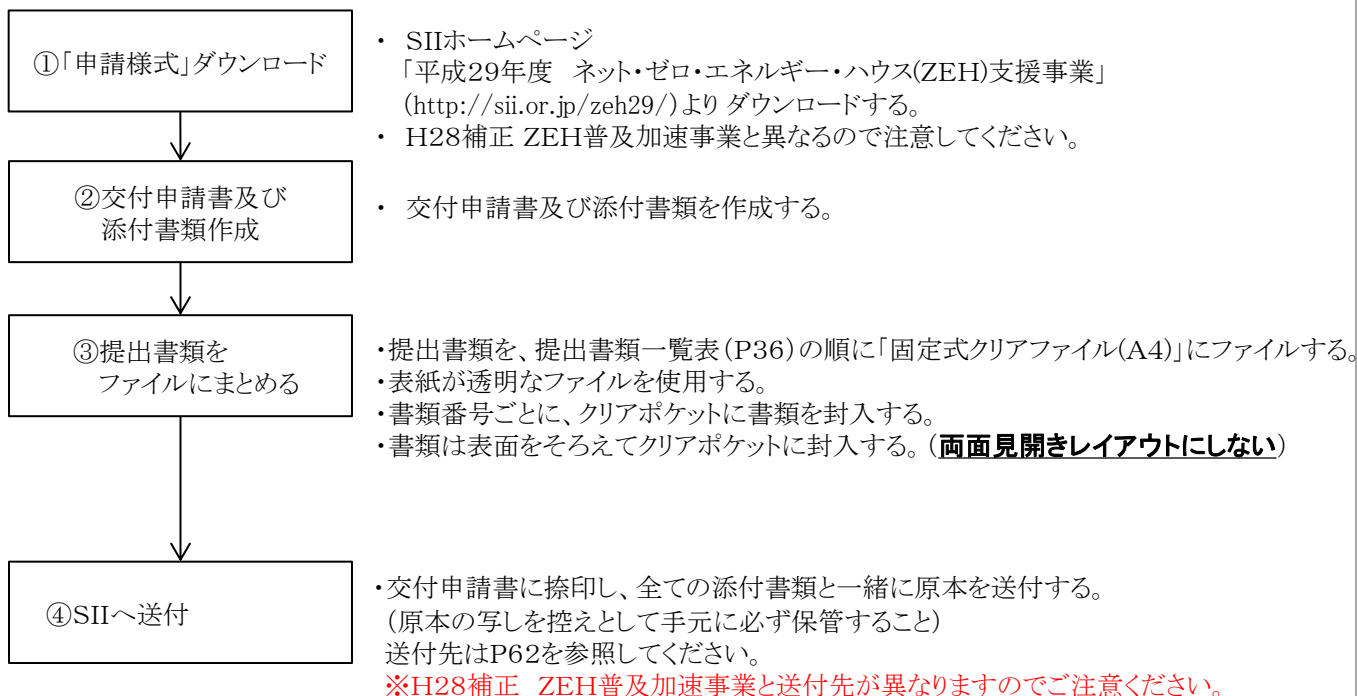 ①「申請様式」ダウンロード
・ SIIホームページ
「平成29年度 ネット・ゼロ・エネルギー・ハウス(ZEH)支援事業」
(http://sii.or.jp/zeh29/)より ダウンロードする。
・ H28補正 ZEH普及加速事業と異なるので注意してください。
②交付申請書及び
添付書類作成
・ 交付申請書及び添付書類を作成する。
③提出書類を
ファイルにまとめる
・提出書類を、提出書類一覧表(P36)の順に「固定式クリアファイル(A4)」にファイルする。
・表紙が透明なファイルを使用する。
・書類番号ごとに、クリアポケットに書類を封入する。
・書類は表面をそろえてクリアポケットに封入する。(両面見開きレイアウトにしない)
④SIIへ送付
・交付申請書に捺印し、全ての添付書類と一緒に原本を送付する。
(原本の写しを控えとして手元に必ず保管すること)
送付先はP62を参照してください。
※H28補正 ZEH普及加速事業と送付先が異なりますのでご注意ください。